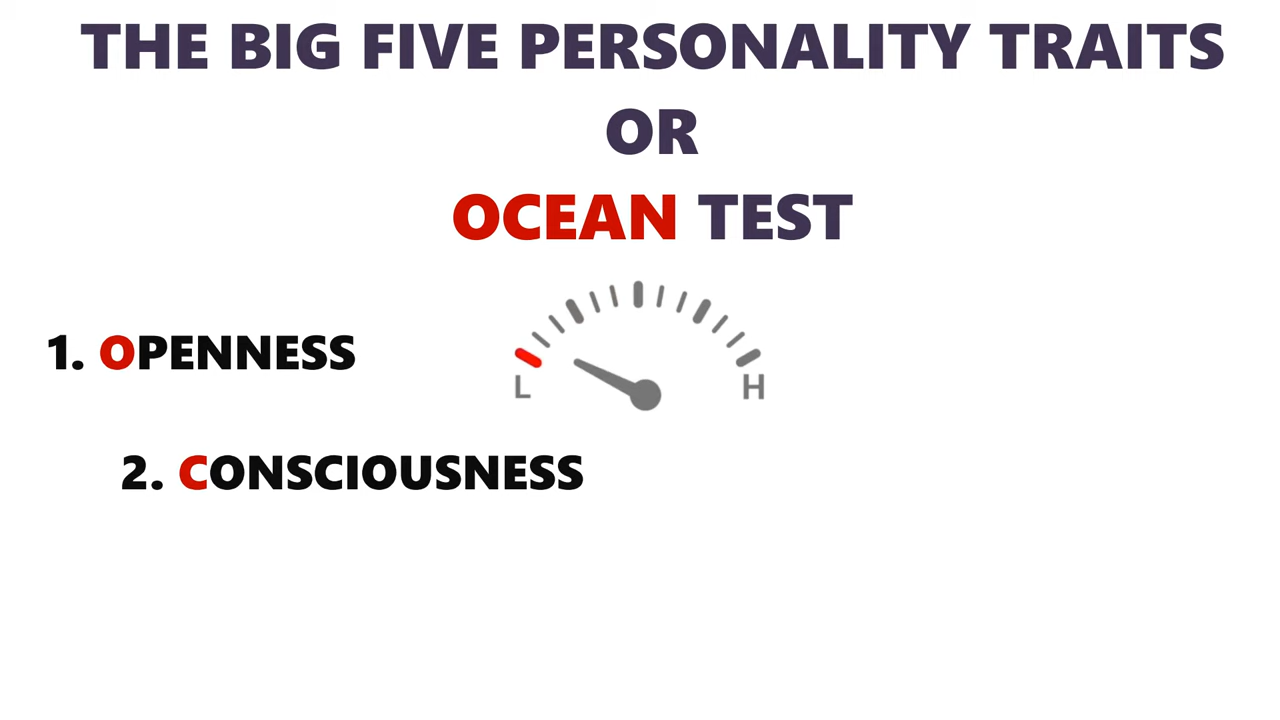 THE BIG FIVE PERSONALITY TRAITS
OR
OCEAN TEST
1. OPENNESS
L H
2. CONSCIOUSNESS